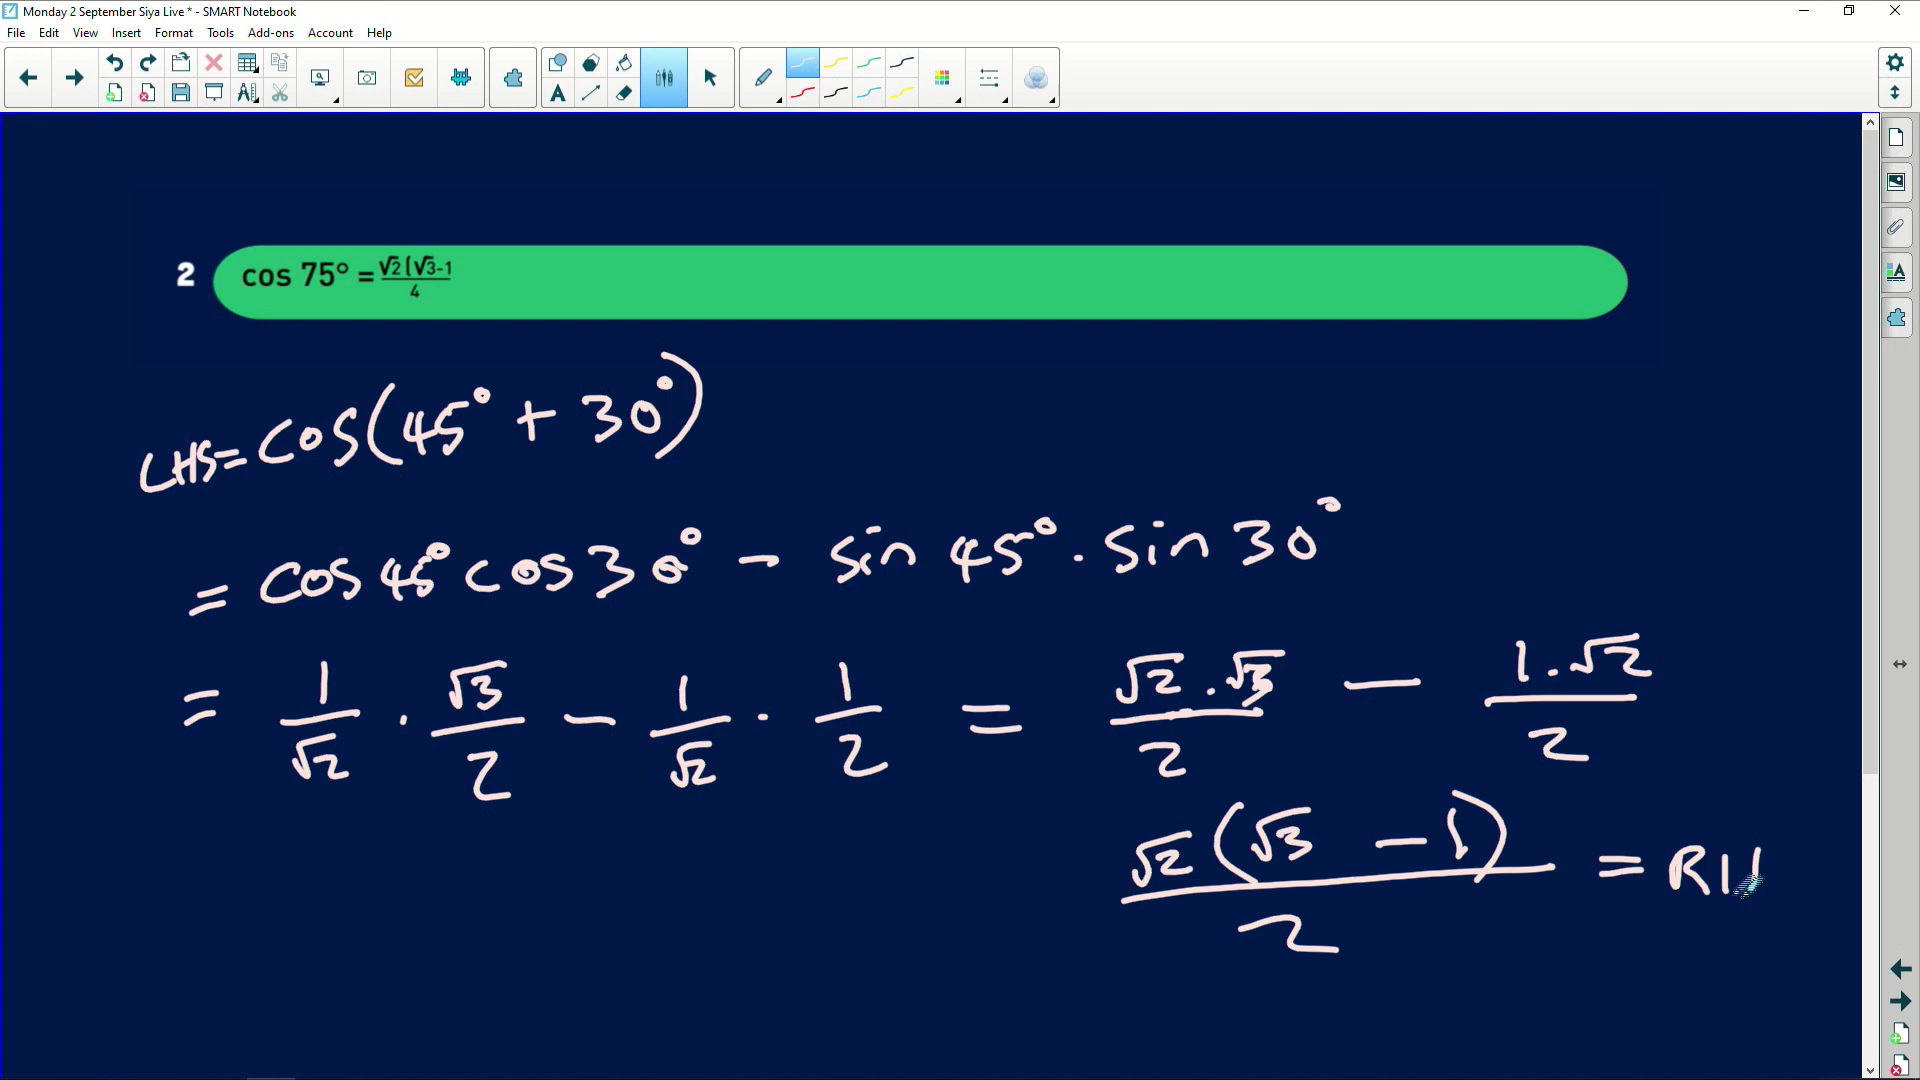 Monday 2 September Siya Live * - SMART Notebook
File Edit View Insert Format Tools Add-ons Account Help
2 cos 75° = √2(√3-1/4
LHS = cos(45° + 30°)
= cos 45° cos 30° - sin 45° . sin 30°
= 1/√2 . √3/2 - 1/√2 . 1/2 = √2 . √3/2 - 1 . √2/2
√2(√3 - 1)/2 = RH